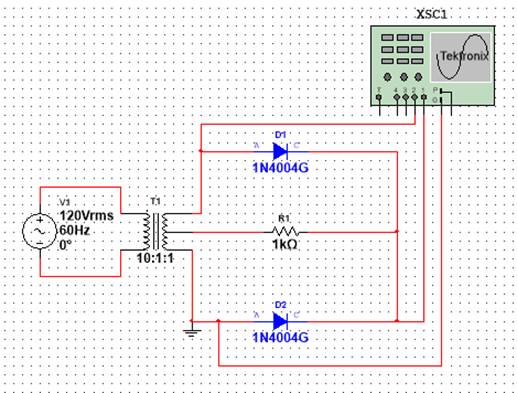 XSC1
Tektronix
T 4 3 2 1 P
G
D1
A C
1N4004G
V1
120Vrms
60Hz
0°
T1
10:1:1
R1
1kΩ
D2
A C
1N4004G